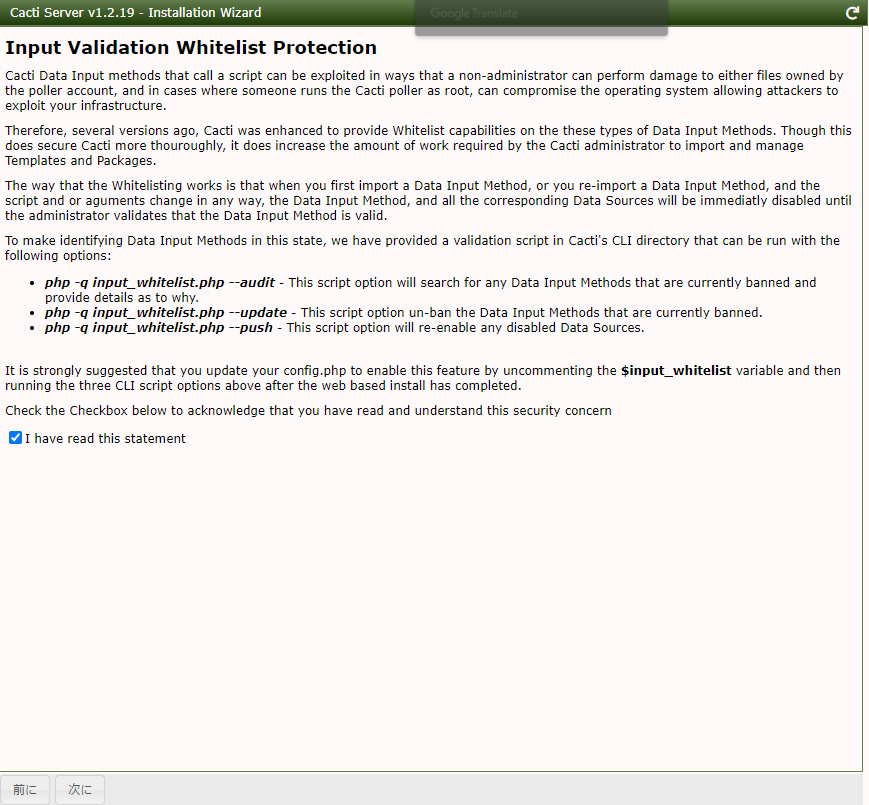 Cacti Server v1.2.19 - Installation Wizard
Google Translate
Input Validation Whitelist Protection
Cacti Data Input methods that call a script can be exploited in ways that a non-administrator can perform damage to either files owned by
the poller account, and in cases where someone runs the Cacti poller as root, can compromise the operating system allowing attackers to
exploit your infrastructure.
Therefore, several versions ago, Cacti was enhanced to provide Whitelist capabilities on the these types of Data Input Methods. Though this
does secure Cacti more thouroughly, it does increase the amount of work required by the Cacti administrator to import and manage
Templates and Packages.
The way that the Whitelisting works is that when you first import a Data Input Method, or you re-import a Data Input Method, and the
script and or aguments change in any way, the Data Input Method, and all the corresponding Data Sources will be immediatly disabled until
the administrator validates that the Data Input Method is valid.
To make identifying Data Input Methods in this state, we have provided a validation script in Cacti's CLI directory that can be run with the
following options:
• php -q input_whitelist.php --audit - This script option will search for any Data Input Methods that are currently banned and
provide details as to why.
• php -q input_whitelist.php --update - This script option un-ban the Data Input Methods that are currently banned.
• php -q input_whitelist.php --push - This script option will re-enable any disabled Data Sources.
It is strongly suggested that you update your config.php to enable this feature by uncommenting the $input_whitelist variable and then
running the three CLI script options above after the web based install has completed.
Check the Checkbox below to acknowledge that you have read and understand this security concern
I have read this statement
前に 次に